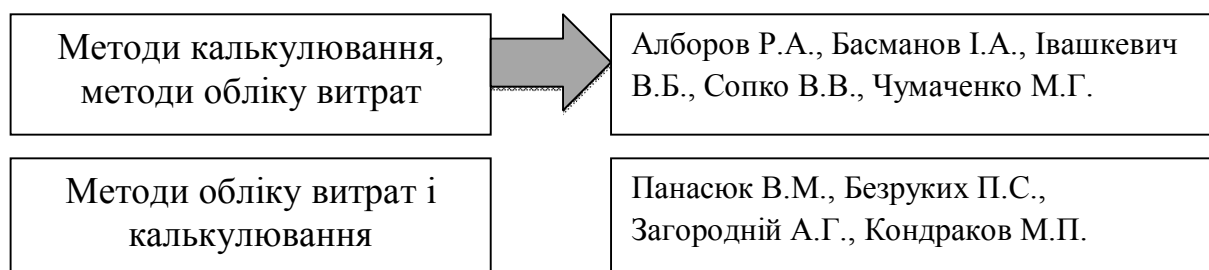 Методи калькулювання,
методи обліку витрат
Алборов Р.А., Басманов І.А., Івашкевич
В.Б., Сопко В.В., Чумаченко М.Г.
Методи обліку витрат і
калькулювання
Панасюк В.М., Безруких П.С.,
Загородній А.Г., Кондраков М.П.